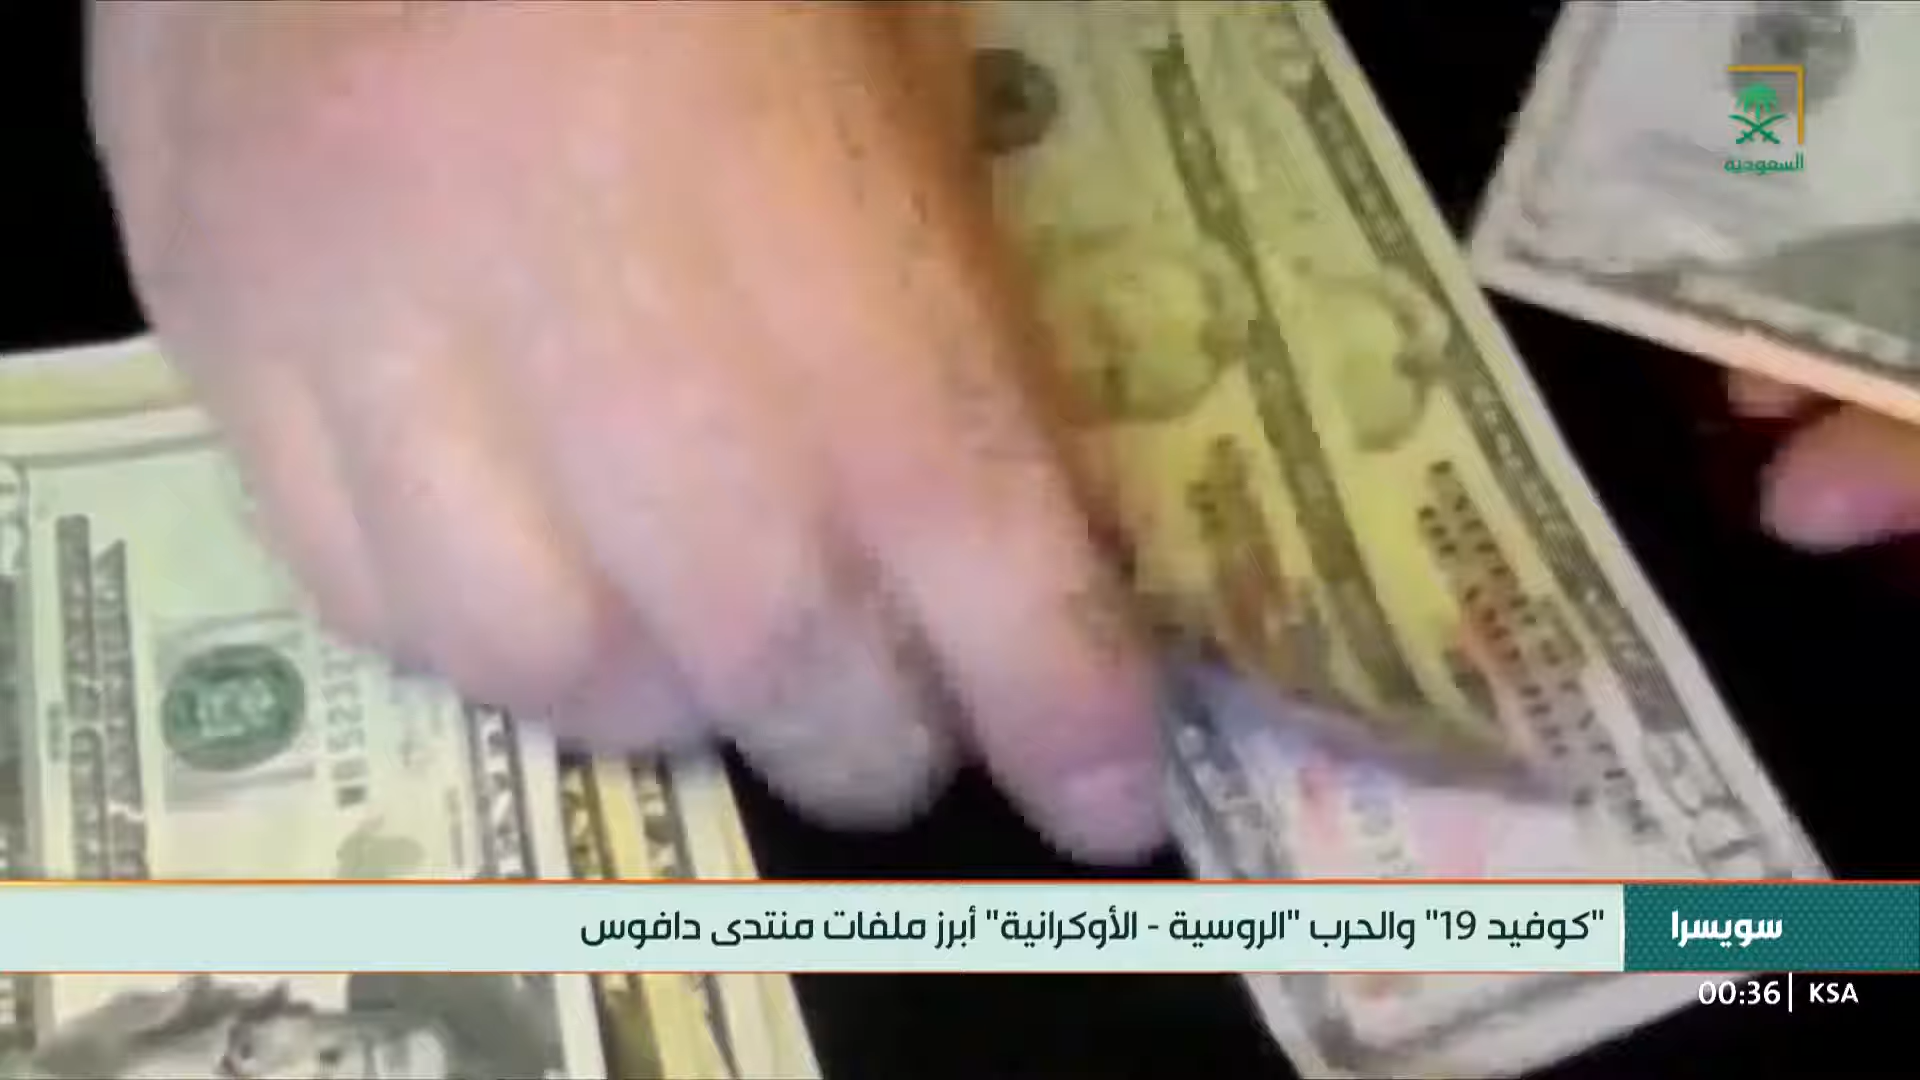 السعودية
سويسرا
"كوفيد 19" والحرب "الروسية - الأوكرانية" أبرز ملفات منتدى دافوس
00:36 | KSA